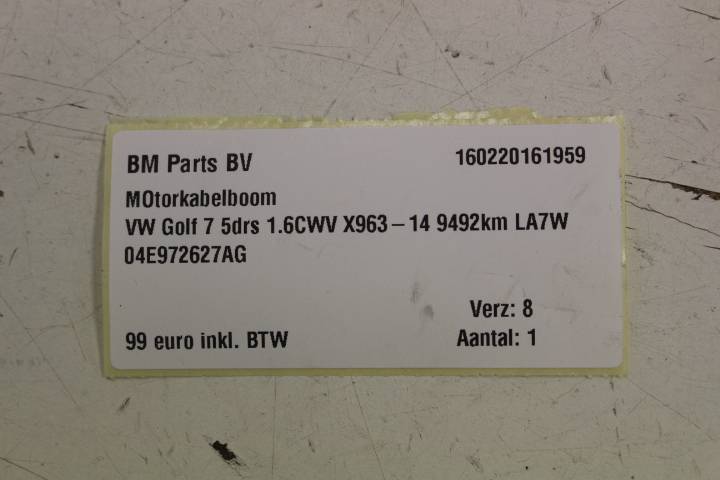 BM Parts BV 160220161959
MOtorkabelboom
VW Golf 7 5drs 1.6CWV X963-14 9492km LA7W
04E972627AG
Verz: 8
99 euro inkl. BTW Aantal: 1